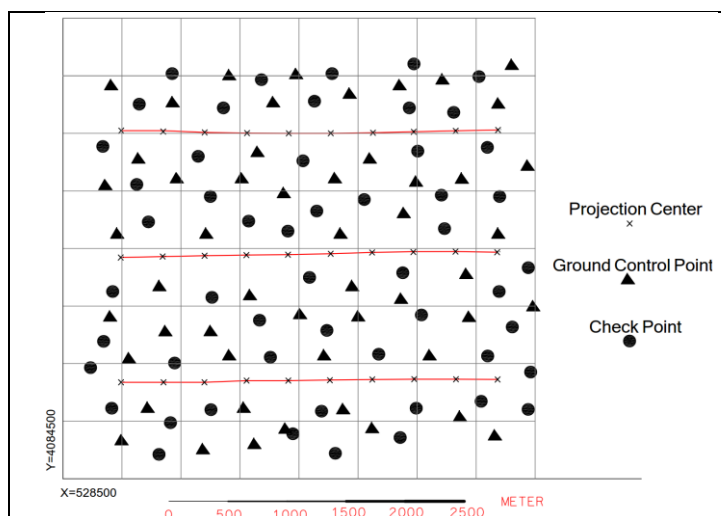 Projection Center
Ground Control Point
Check Point
Y=4084500
X=528500
METER
0 500 1000 1500 2000 2500